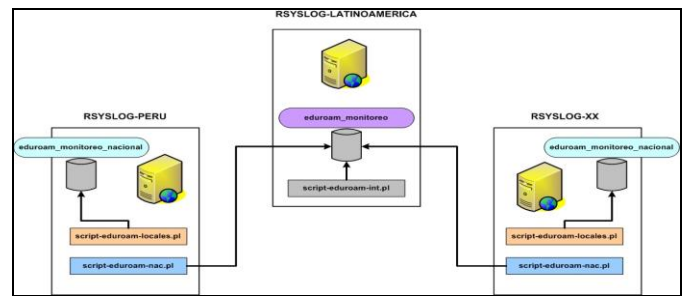 RSYSLOG-LATINOAMERICA
eduroam_monitoreo
script-eduroam-int.pl
RSYSLOG-PERU
eduroam_monitoreo_nacional
script-eduroam-locales.pl
script-eduroam-nac.pl
RSYSLOG-XX
eduroam_monitoreo_nacional
script-eduroam-locales.pl
script-eduroam-nac.pl